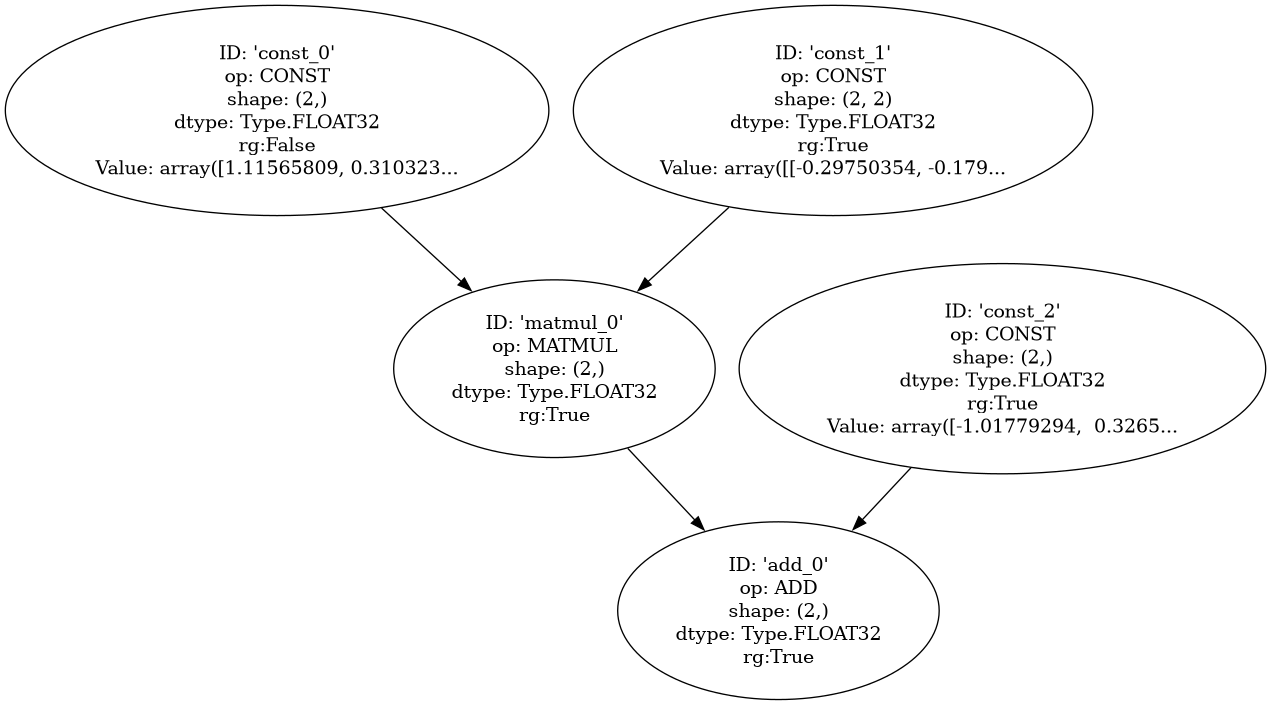 ID: 'const_0'
op: CONST
shape: (2,)
dtype: Type.FLOAT32
rg:False
Value: array([1.11565809, 0.310323...
ID: 'const_1'
op: CONST
shape: (2, 2)
dtype: Type.FLOAT32
rg:True
Value: array([[-0.29750354, -0.179...
ID: 'matmul_0'
op: MATMUL
shape: (2,)
dtype: Type.FLOAT32
rg:True
ID: 'const_2'
op: CONST
shape: (2,)
dtype: Type.FLOAT32
rg:True
Value: array([-1.01779294,  0.3265...
ID: 'add_0'
op: ADD
shape: (2,)
dtype: Type.FLOAT32
rg:True